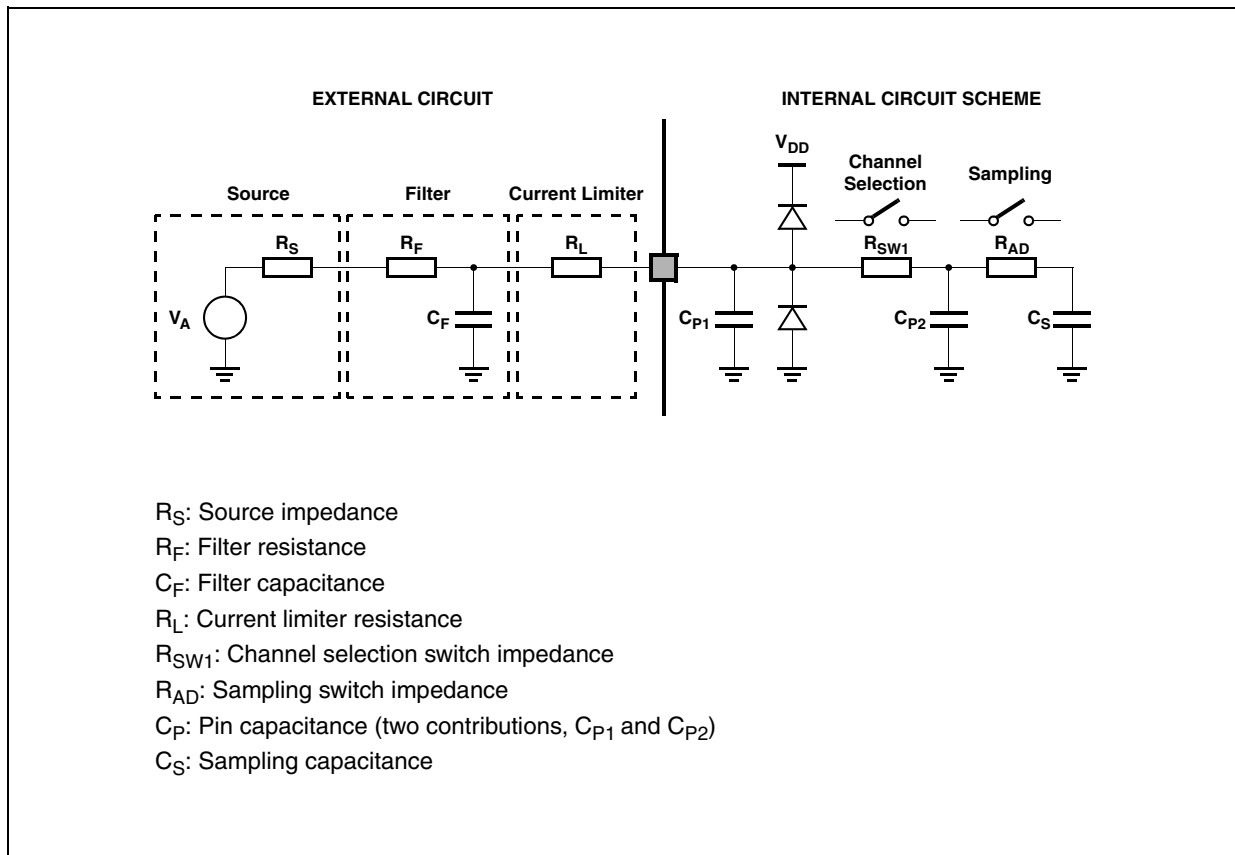 EXTERNAL CIRCUIT
INTERNAL CIRCUIT SCHEME
VDD
Channel
Selection
Sampling
Source
Filter
Current Limiter
RS
RF
RL
RSW1
RAD
VA
CF
CP1
CP2
CS
RS: Source impedance
RF: Filter resistance
CF: Filter capacitance
RL: Current limiter resistance
RSW1: Channel selection switch impedance
RAD: Sampling switch impedance
CP: Pin capacitance (two contributions, CP1 and CP2)
CS: Sampling capacitance